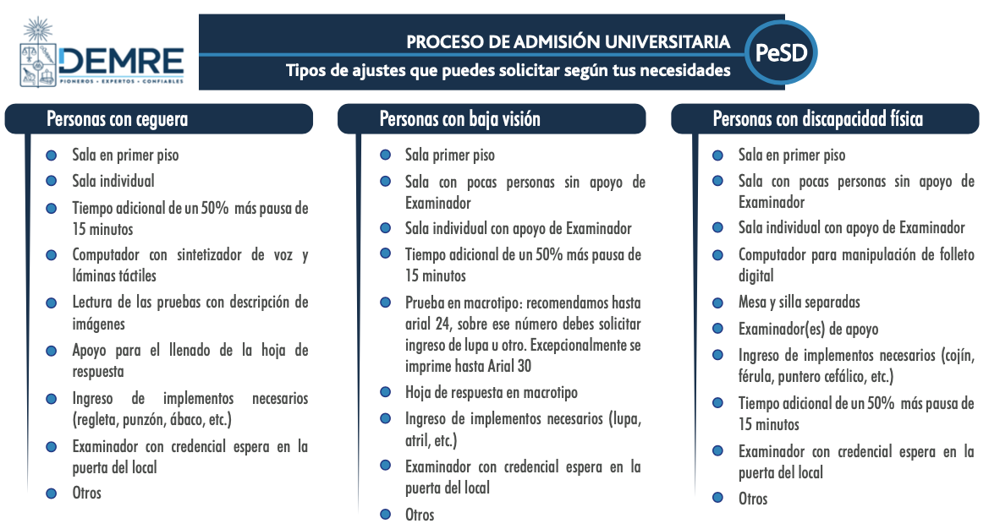 DEMRE
PIONEROS • EXPERTOS • CONFIABLES
PROCESO DE ADMISIÓN UNIVERSITARIA
Tipos de ajustes que puedes solicitar según tus necesidades
PeSD
Personas con ceguera
Sala en primer piso
Sala individual
Tiempo adicional de un 50% más pausa de
15 minutos
Computador con sintetizador de voz y
láminas táctiles
Lectura de las pruebas con descripción de
imágenes
Apoyo para el llenado de la hoja de
respuesta
Ingreso de implementos necesarios
(regleta, punzón, ábaco, etc.)
Examinador con credencial espera en la
puerta del local
Otros
Personas con baja visión
Sala primer piso
Sala con pocas personas sin apoyo de
Examinador
Sala individual con apoyo de Examinador
Tiempo adicional de un 50% más pausa de
15 minutos
Prueba en macrotipo: recomendamos hasta
arial 24, sobre ese número debes solicitar
ingreso de lupa u otro. Excepcionalmente se
imprime hasta Arial 30
Hoja de respuesta en macrotipo
Ingreso de implementos necesarios (lupa,
atril, etc.)
Examinador con credencial espera en la
puerta del local
Otros
Personas con discapacidad física
Sala en primer piso
Sala con pocas personas sin apoyo de
Examinador
Sala individual con apoyo de Examinador
Computador para manipulación de folleto
digital
Mesa y silla separadas
Examinador(es) de apoyo
Ingreso de implementos necesarios (cojín,
férula, puntero cefálico, etc.)
Tiempo adicional de un 50% más pausa de
15 minutos
Examinador con credencial espera en la
puerta del local
Otros